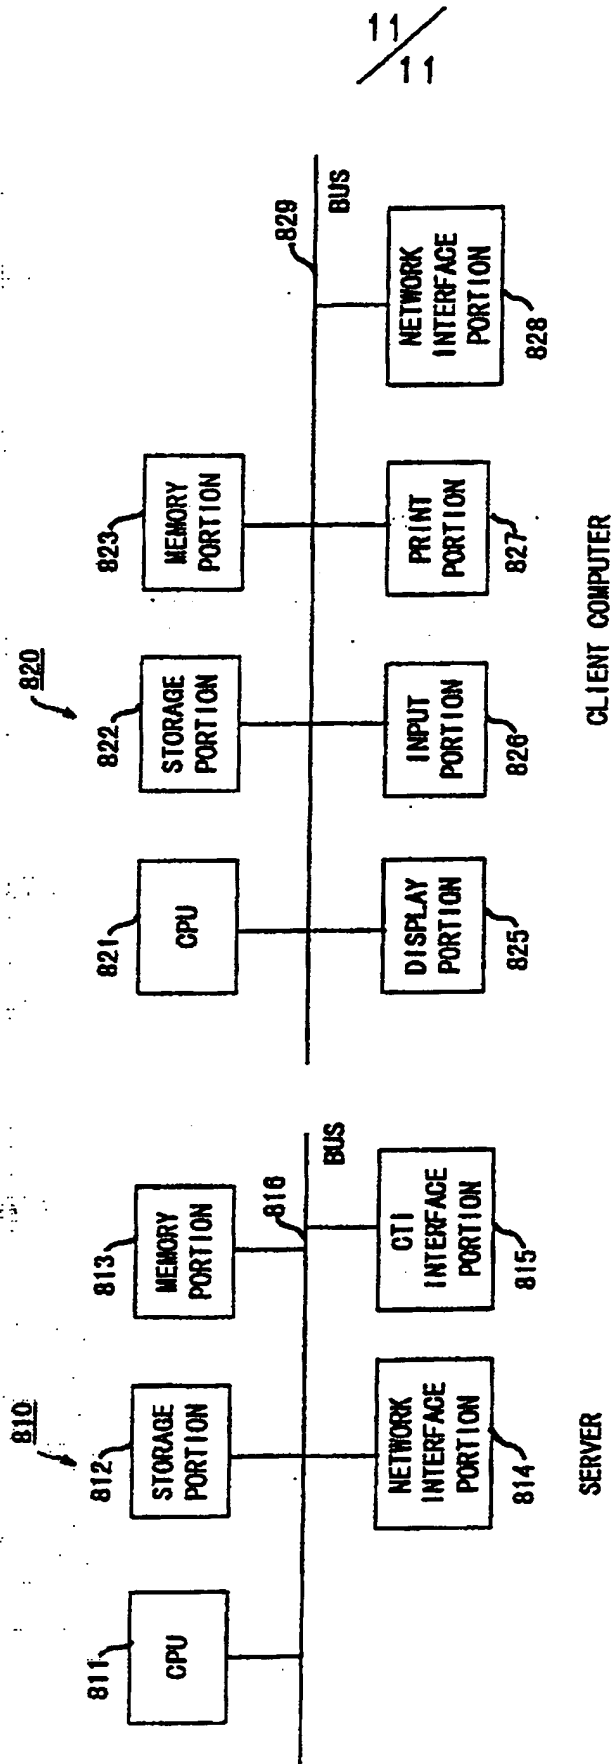 11/11
810
811
CPU
812
STORAGE
PORTION
813
MEMORY
PORTION
816
BUS
NETWORK
INTERFACE
PORTION
814
CTI
INTERFACE
PORTION
815
SERVER
820
821
CPU
822
STORAGE
PORTION
823
MEMORY
PORTION
829
BUS
DISPLAY
PORTION
825
INPUT
PORTION
826
PRINT
PORTION
827
NETWORK
INTERFACE
PORTION
828
CLIENT COMPUTER